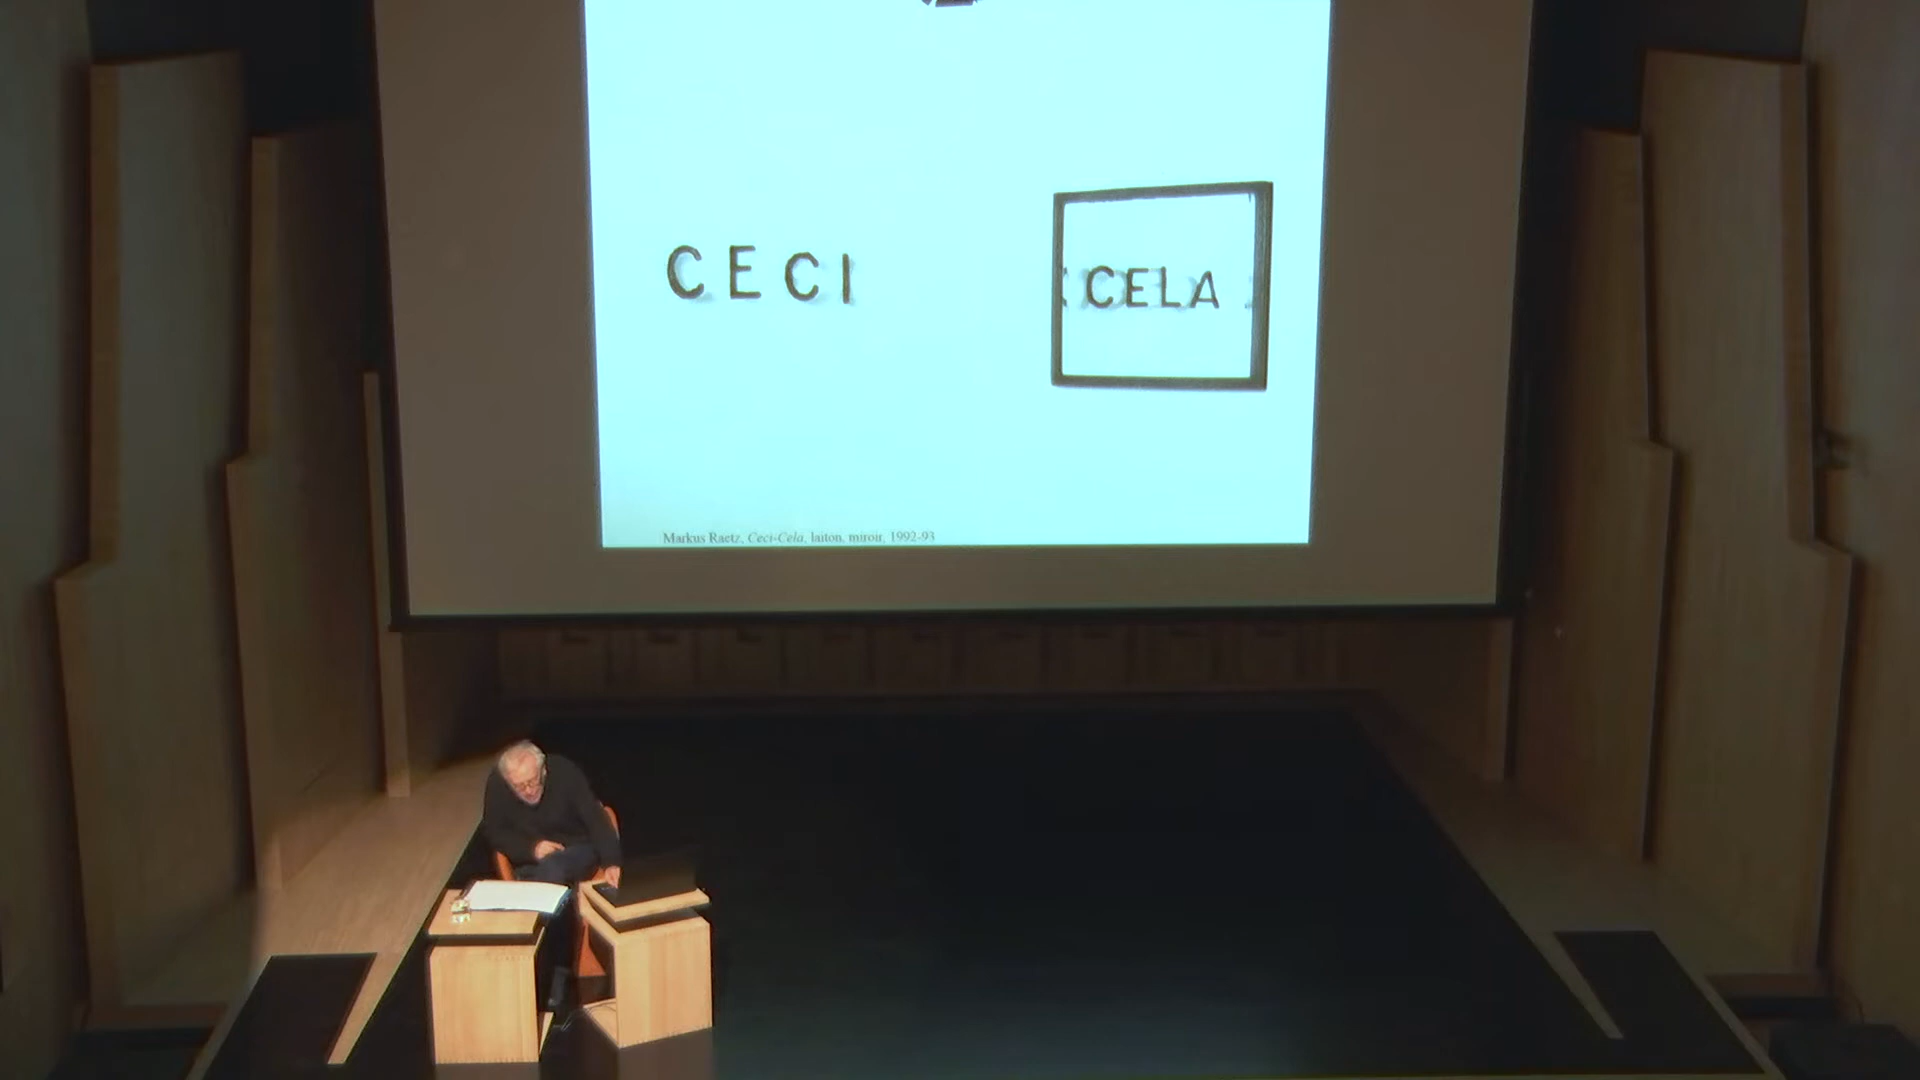 CECI
CELA
Markus Raetz, Ceci-Cela, laiton, miroir, 1992-93